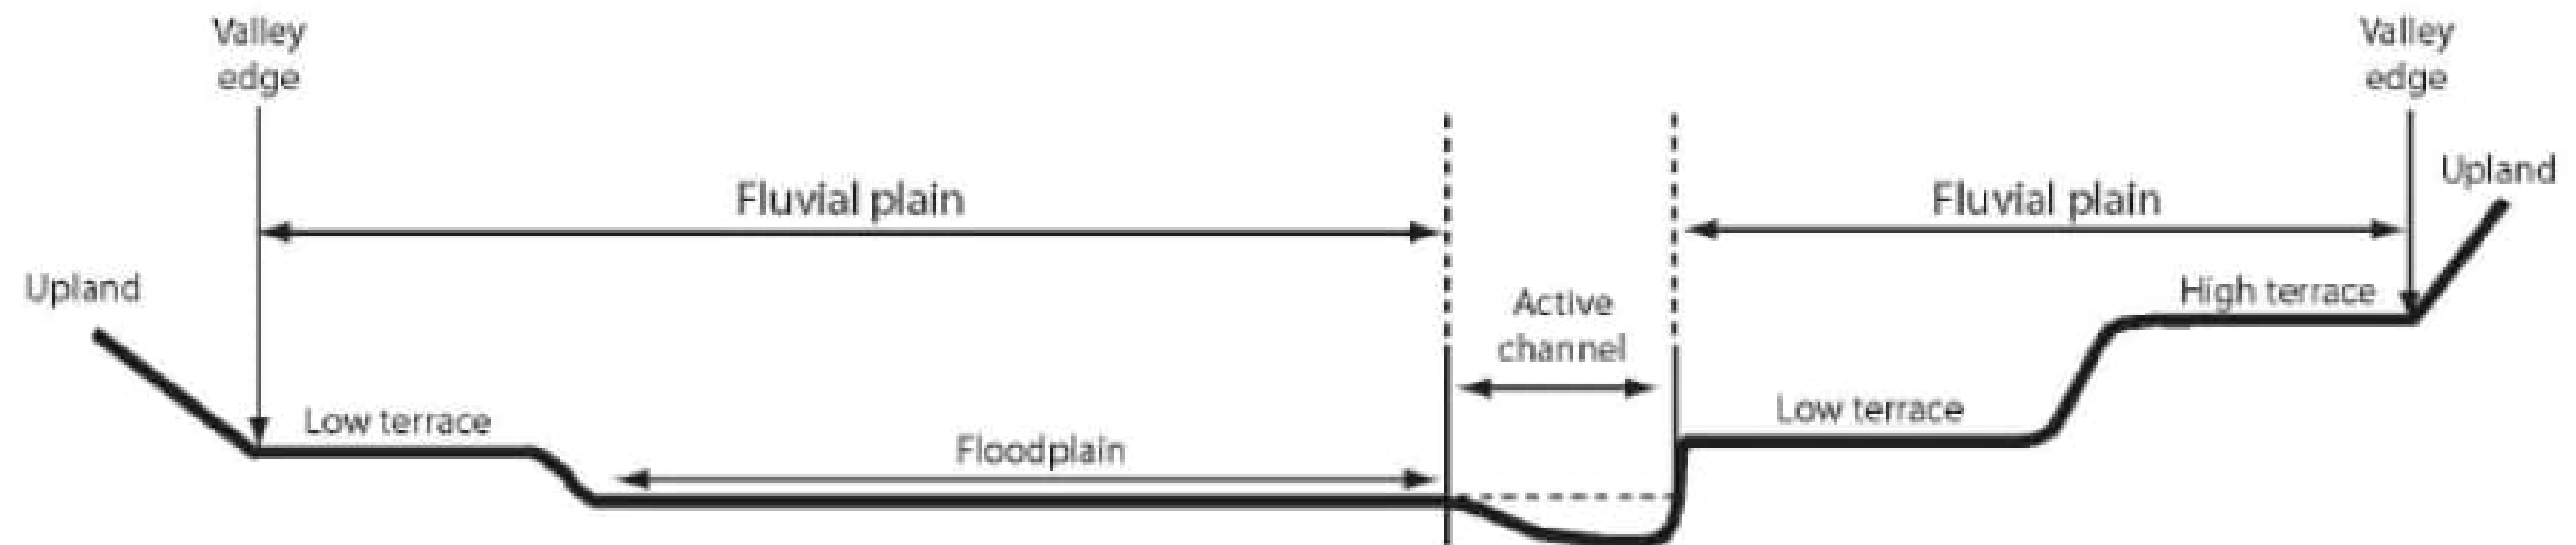 Valley
edge
Valley
edge
Upland
Fluvial plain
Fluvial plain
Upland
High terrace
Active
channel
Low terrace
Low terrace
Floodplain